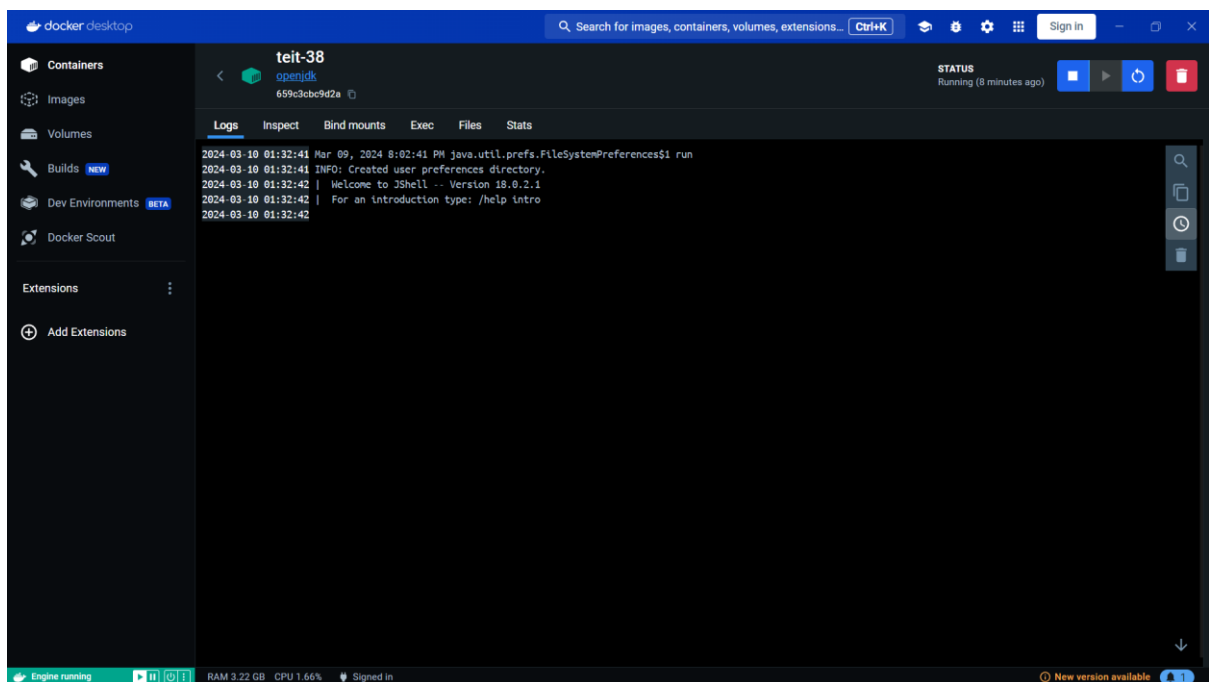 docker desktop
Search for images, containers, volumes, extensions... Ctrl+K
Sign in
Containers
Images
Volumes
Builds NEW
Dev Environments BETA
Docker Scout
Extensions
Add Extensions
teit-38
openjdk
659c3cbc9d2a
STATUS
Running (8 minutes ago)
Logs Inspect Bind mounts Exec Files Stats
2024-03-10 01:32:41 Mar 09, 2024 8:02:41 PM java.util.prefs.FileSystemPreferences$1 run
2024-03-10 01:32:41 INFO: Created user preferences directory.
2024-03-10 01:32:42 | Welcome to JShell -- Version 18.0.2.1
2024-03-10 01:32:42 | For an introduction type: /help intro
2024-03-10 01:32:42
Engine running
RAM 3.22 GB CPU 1.66% Signed in
New version available 1